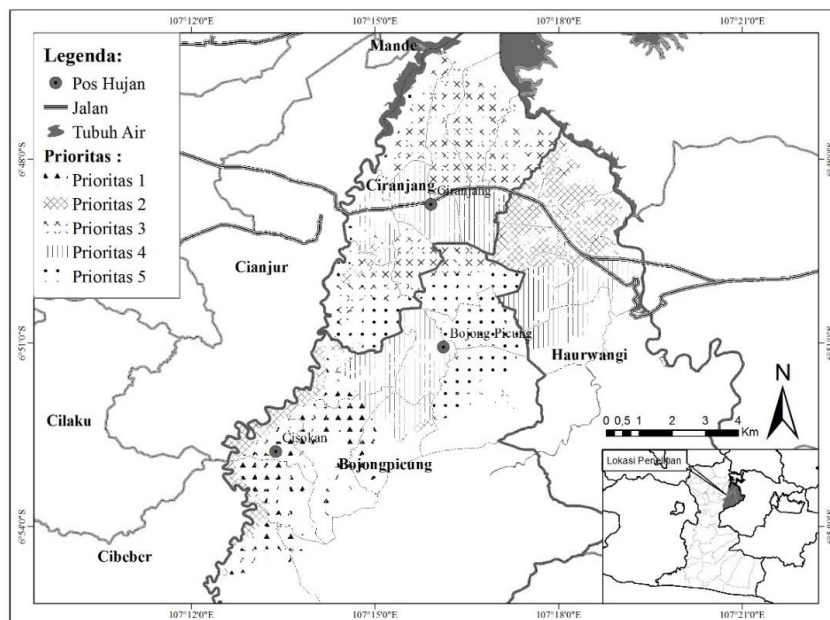 107°12'0"E
107°15'0"E
107°18'0"E
107°21'0"E
Legenda:
Pos Hujan
Jalan
Tubuh Air
Prioritas :
Prioritas 1
Prioritas 2
Prioritas 3
Prioritas 4
Prioritas 5
Mande
6°48'0"S
6°48'0"S
Ciranjang
Ciranjang
Cianjur
6°51'0"S
Bojong Picung
Haurwangi
N
0 0,5 1 2 3 4
Km
Cilaku
Cisokan
Bojongpicung
Lokasi Penelitian
6°54'0"S
Cibeber
107°12'0"E
107°15'0"E
107°18'0"E
107°21'0"E